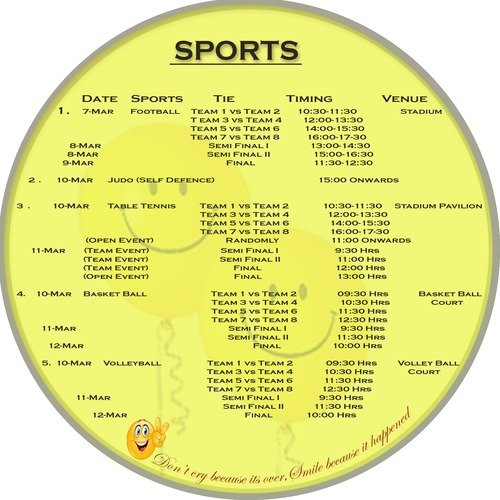 SPORTS
DATE SPORTS TIE TIMING VENUE
1. 7-MAR FOOTBALL TEAM 1 VS TEAM 2 10:30-11:30 STADIUM
TEAM 3 VS TEAM 4 12:00-13:30
TEAM 5 VS TEAM 6 14:00-15:30
TEAM 7 VS TEAM 8 16:00-17-30
8-MAR SEMI FINAL I 13:00-14:30
8-MAR SEMI FINAL II 15:00-16:30
9-MAR FINAL 11:30-12:30
2 . 10-MAR JUDO (SELF DEFENCE) 15:00 ONWARDS
3 . 10-MAR TABLE TENNIS TEAM 1 VS TEAM 2 10:30-11:30 STADIUM PAVILION
TEAM 3 VS TEAM 4 12:00-13:30
TEAM 5 VS TEAM 6 14:00-15:30
TEAM 7 VS TEAM 8 16:00-17-30
(OPEN EVENT) RANDOMLY 11:00 ONWARDS
11-MAR (TEAM EVENT) SEMI FINAL I 9:30 HRS
(TEAM EVENT) SEMI FINAL II 11:00 HRS
(TEAM EVENT) FINAL 12:00 HRS
(OPEN EVENT) FINAL 13:00 HRS
4. 10-MAR BASKET BALL TEAM 1 VS TEAM 2 09:30 HRS BASKET BALL
TEAM 3 VS TEAM 4 10:30 HRS COURT
TEAM 5 VS TEAM 6 11:30 HRS
TEAM 7 VS TEAM 8 12:30 HRS
11-MAR SEMI FINAL I 9:30 HRS
SEMI FINAL II 11:30 HRS
12-MAR FINAL 10:00 HRS
5. 10-MAR VOLLEYBALL TEAM 1 VS TEAM 2 09:30 HRS VOLLEY BALL
TEAM 3 VS TEAM 4 10:30 HRS COURT
TEAM 5 VS TEAM 6 11:30 HRS
TEAM 7 VS TEAM 8 12:30 HRS
11-MAR SEMI FINAL I 9:30 HRS
SEMI FINAL II 11:30 HRS
12-MAR FINAL 10:00 HRS
Don't cry because its over, Smile because it happened